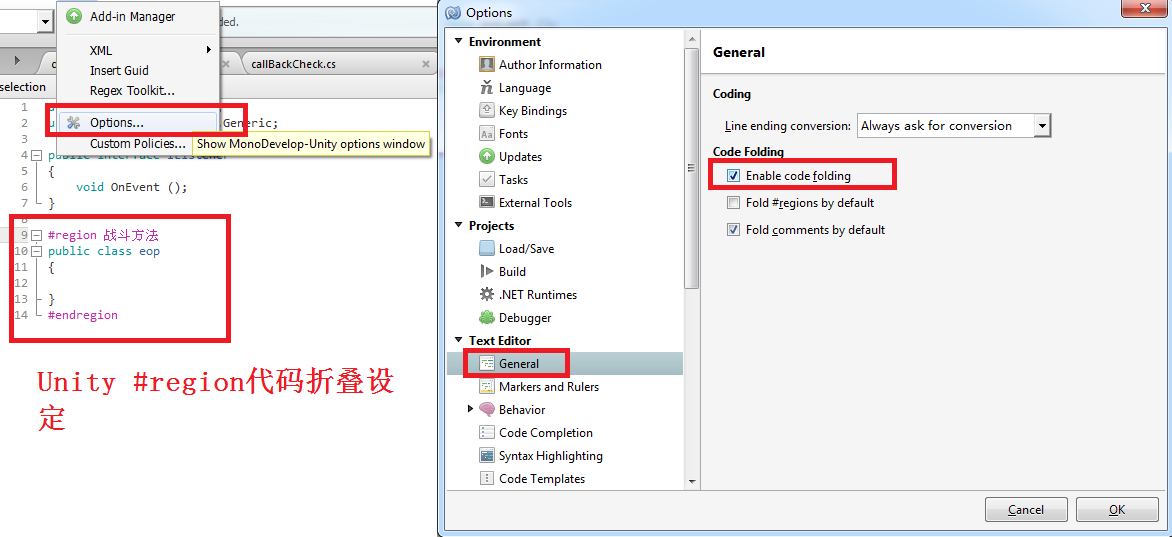 Add-in Manager
ded.
XML
Insert Guid
Regex Toolkit...
Options...
Custom Policies...
Show MonoDevelop-Unity options window
callBackCheck.cs
selection
1
2 Generic;
3
4
5 {
6 void OnEvent ();
7 }
8
9 #region 战斗方法
10 public class eop
11 {
12
13 }
14 #endregion
Unity #region代码折叠设
定
Options
Environment
Author Information
Language
Key Bindings
Fonts
Updates
Tasks
External Tools
Projects
Load/Save
Build
.NET Runtimes
Debugger
Text Editor
General
Markers and Rulers
Behavior
Code Completion
Syntax Highlighting
Code Templates
General
Coding
Line ending conversion: Always ask for conversion
Code Folding
Enable code folding
Fold #regions by default
Fold comments by default
Cancel
OK